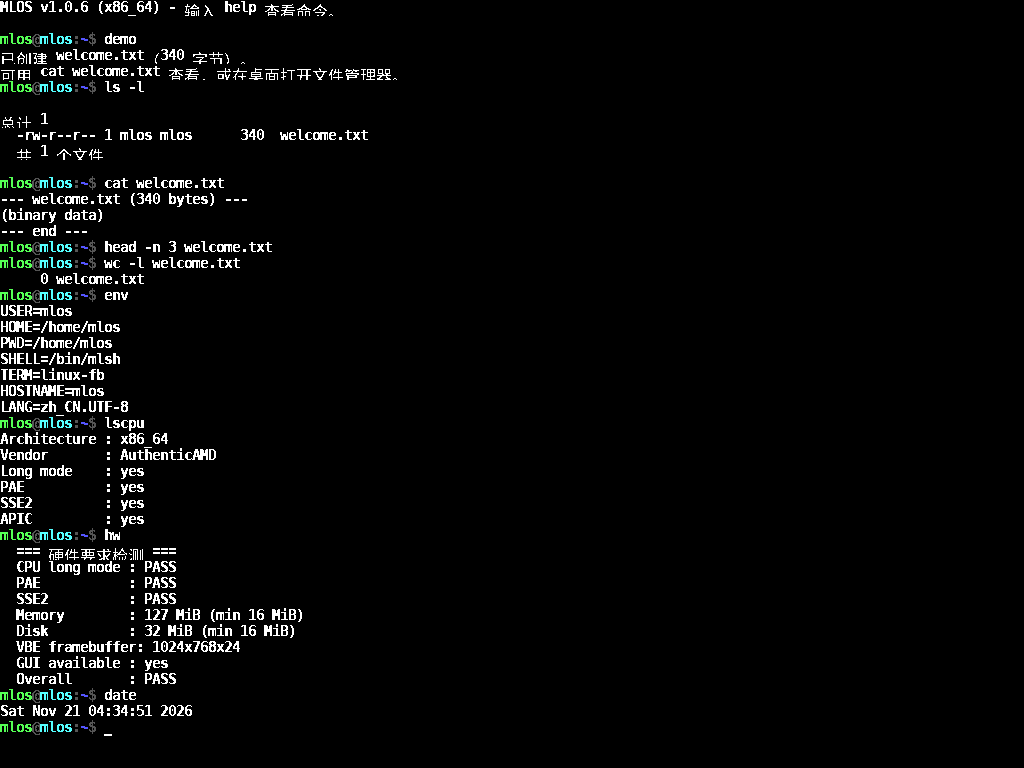 MLOS v1.0.6 (x86_64) - 输入 help 查看命令。
mlos@mlos:~$ demo
已创建 welcome.txt (340 字节)。
可用 cat welcome.txt 查看，或在桌面打开文件管理器。
mlos@mlos:~$ ls -l
总计 1
-rw-r--r-- 1 mlos mlos      340  welcome.txt
共 1 个文件
mlos@mlos:~$ cat welcome.txt
--- welcome.txt (340 bytes) ---
(binary data)
--- end ---
mlos@mlos:~$ head -n 3 welcome.txt
mlos@mlos:~$ wc -l welcome.txt
0 welcome.txt
mlos@mlos:~$ env
USER=mlos
HOME=/home/mlos
PWD=/home/mlos
SHELL=/bin/mlsh
TERM=linux-fb
HOSTNAME=mlos
LANG=zh_CN.UTF-8
mlos@mlos:~$ lscpu
Architecture : x86_64
Vendor       : AuthenticAMD
Long mode    : yes
PAE          : yes
SSE2         : yes
APIC         : yes
mlos@mlos:~$ hw
=== 硬件要求检测 ===
CPU long mode : PASS
PAE           : PASS
SSE2          : PASS
Memory        : 127 MiB (min 16 MiB)
Disk          : 32 MiB (min 16 MiB)
VBE framebuffer: 1024x768x24
GUI available : yes
Overall       : PASS
mlos@mlos:~$ date
Sat Nov 21 04:34:51 2026
mlos@mlos:~$ _